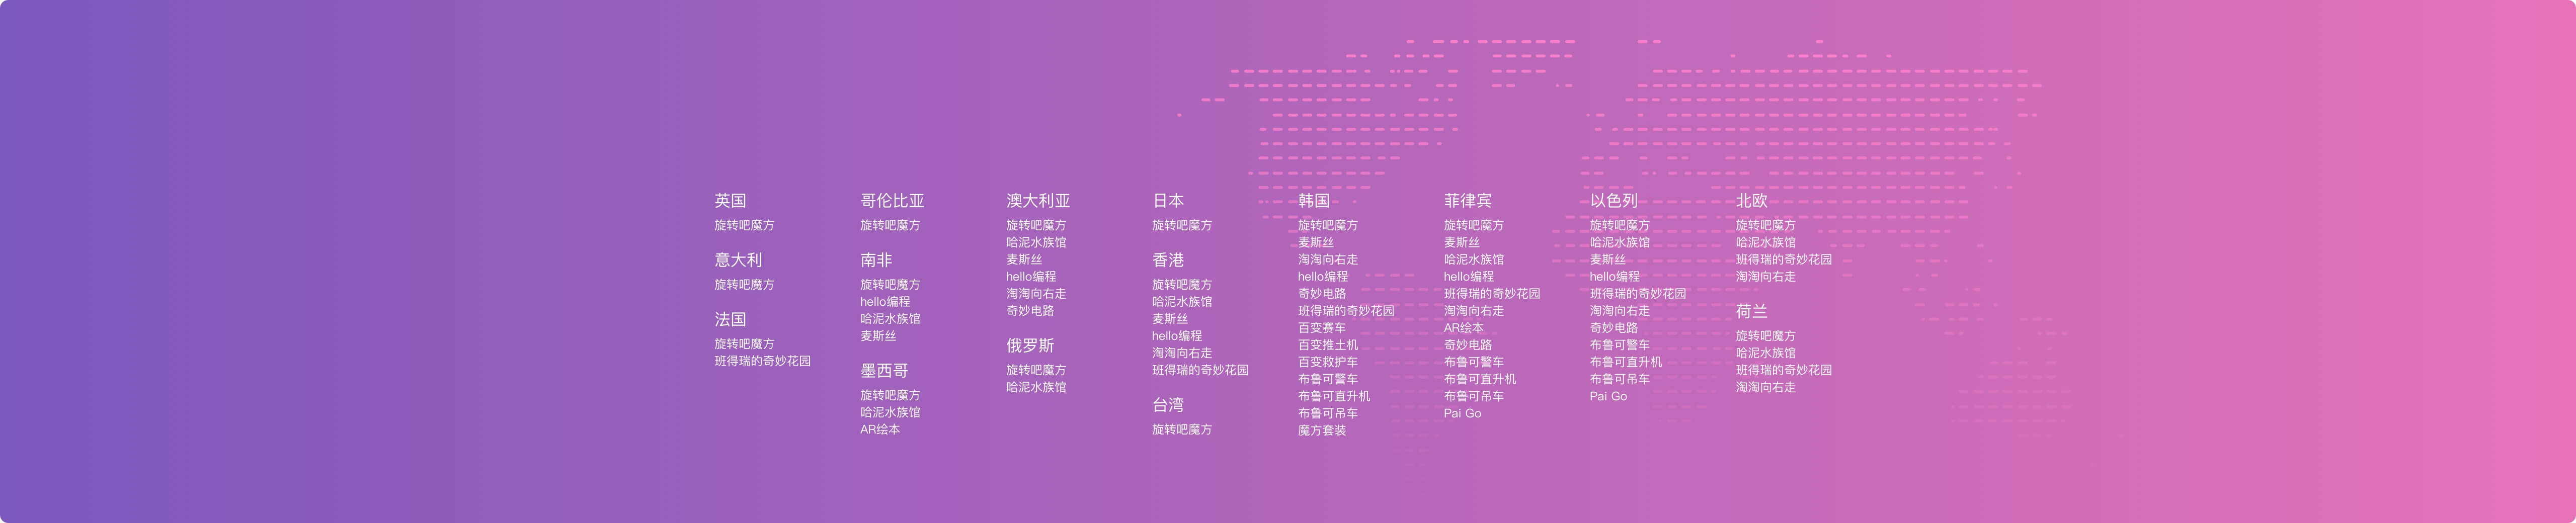 英国
旋转吧魔方
意大利
旋转吧魔方
法国
旋转吧魔方
班得瑞的奇妙花园
哥伦比亚
旋转吧魔方
南非
旋转吧魔方
hello编程
哈泥水族馆
麦斯丝
墨西哥
旋转吧魔方
哈泥水族馆
AR绘本
澳大利亚
旋转吧魔方
哈泥水族馆
麦斯丝
hello编程
淘淘向右走
奇妙电路
俄罗斯
旋转吧魔方
哈泥水族馆
日本
旋转吧魔方
香港
旋转吧魔方
哈泥水族馆
麦斯丝
hello编程
淘淘向右走
班得瑞的奇妙花园
台湾
旋转吧魔方
韩国
旋转吧魔方
麦斯丝
淘淘向右走
hello编程
奇妙电路
班得瑞的奇妙花园
百变赛车
百变推土机
百变救护车
布鲁可警车
布鲁可直升机
布鲁可吊车
魔方套装
菲律宾
旋转吧魔方
麦斯丝
哈泥水族馆
hello编程
班得瑞的奇妙花园
淘淘向右走
AR绘本
奇妙电路
布鲁可警车
布鲁可直升机
布鲁可吊车
Pai Go
以色列
旋转吧魔方
哈泥水族馆
麦斯丝
hello编程
班得瑞的奇妙花园
淘淘向右走
奇妙电路
布鲁可警车
布鲁可直升机
布鲁可吊车
Pai Go
北欧
旋转吧魔方
哈泥水族馆
班得瑞的奇妙花园
淘淘向右走
荷兰
旋转吧魔方
哈泥水族馆
班得瑞的奇妙花园
淘淘向右走